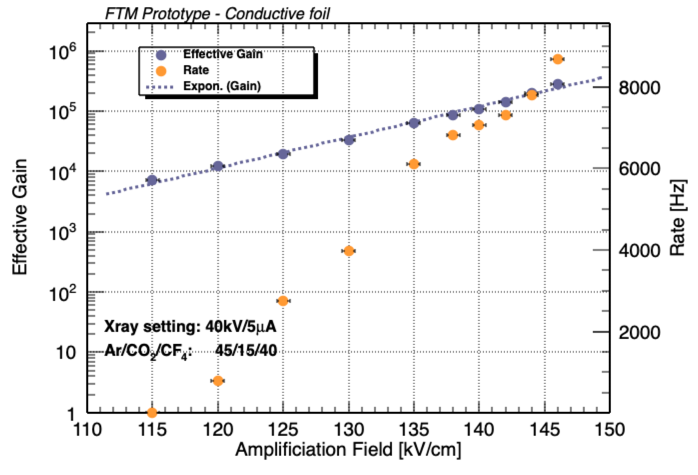 FTM Prototype - Conductive foil
Effective Gain
Rate
Expon. (Gain)
Effective Gain
10⁶
10⁵
10⁴
10³
10²
10
1
8000
6000
4000
2000
Rate [Hz]
Xray setting: 40kV/5μA
Ar/CO₂/CF₄: 45/15/40
110 115 120 125 130 135 140 145 150
Amplificiation Field [kV/cm]